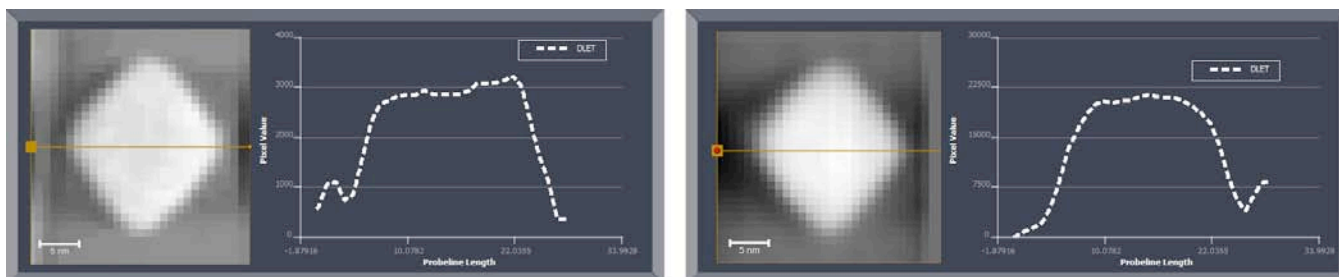 4000
DLET
3000
2000
1000
0
Pixel Value
-1.87916
10.0782
22.0355
33.9928
Probeline Length
5 nm
30000
DLET
22500
15000
7500
0
Pixel Value
-1.87916
10.0782
22.0355
33.9928
Probeline Length
5 nm